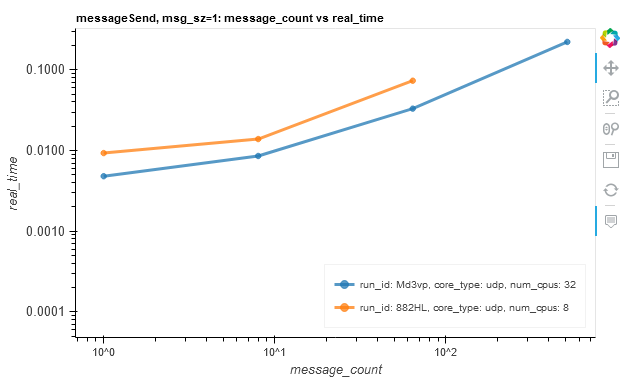 messageSend, msg_sz=1: message_count vs real_time
0.1000
0.0100
0.0010
0.0001
real_time
10^0
10^1
10^2
message_count
run_id: Md3vp, core_type: udp, num_cpus: 32
run_id: 882HL, core_type: udp, num_cpus: 8